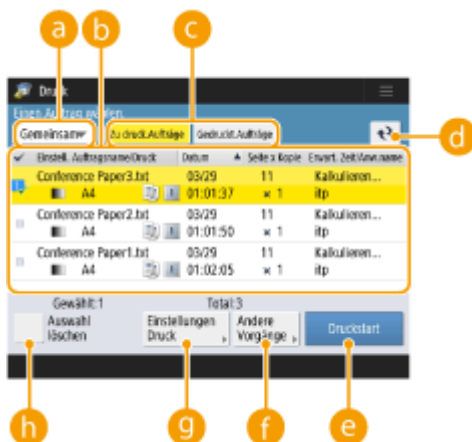 a b c
Druck
Einen Auftrag wählen.
Gemeinsam Zu druck.Aufträge Gedruckt.Aufträge
d
Einstell. Auftragsname/Druck Datum Seite x Kopie Erwart. Zeit/Anw.name
1 Conference Paper3.txt 03/29 11 Kalkulieren...
A4 01:01:37 × 1 itp
Conference Paper2.txt 03/29 11 Kalkulieren...
A4 01:01:50 × 1 itp
Conference Paper1.txt 03/29 11 Kalkulieren...
A4 01:02:05 × 1 itp
Gewählt:1 Total:3
Auswahl löschen
Einstellungen Druck
Andere Vorgänge
Druckstart
h g f e